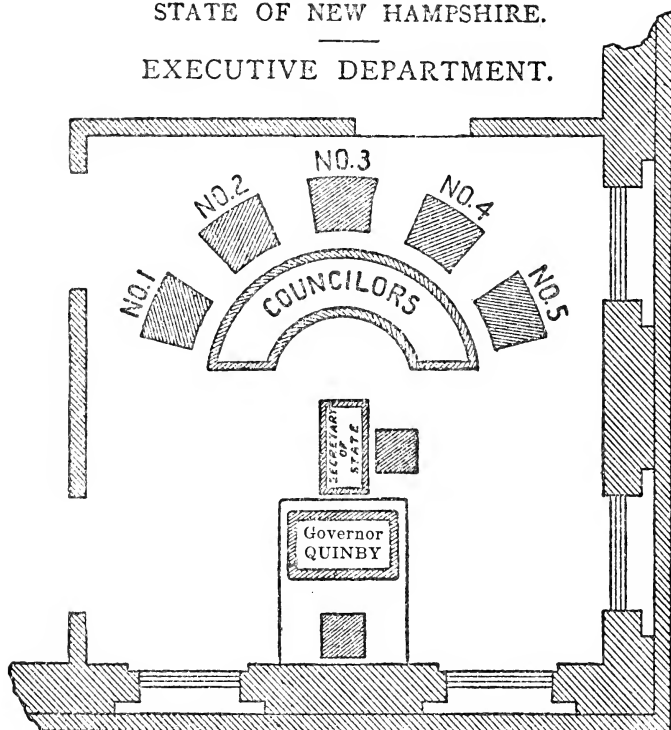 STATE OF NEW HAMPSHIRE.
EXECUTIVE DEPARTMENT.
NO.1
NO.2
NO.3
NO.4
NO.5
COUNCILORS
SECRETARY
OF
STATE
Governor
QUINBY